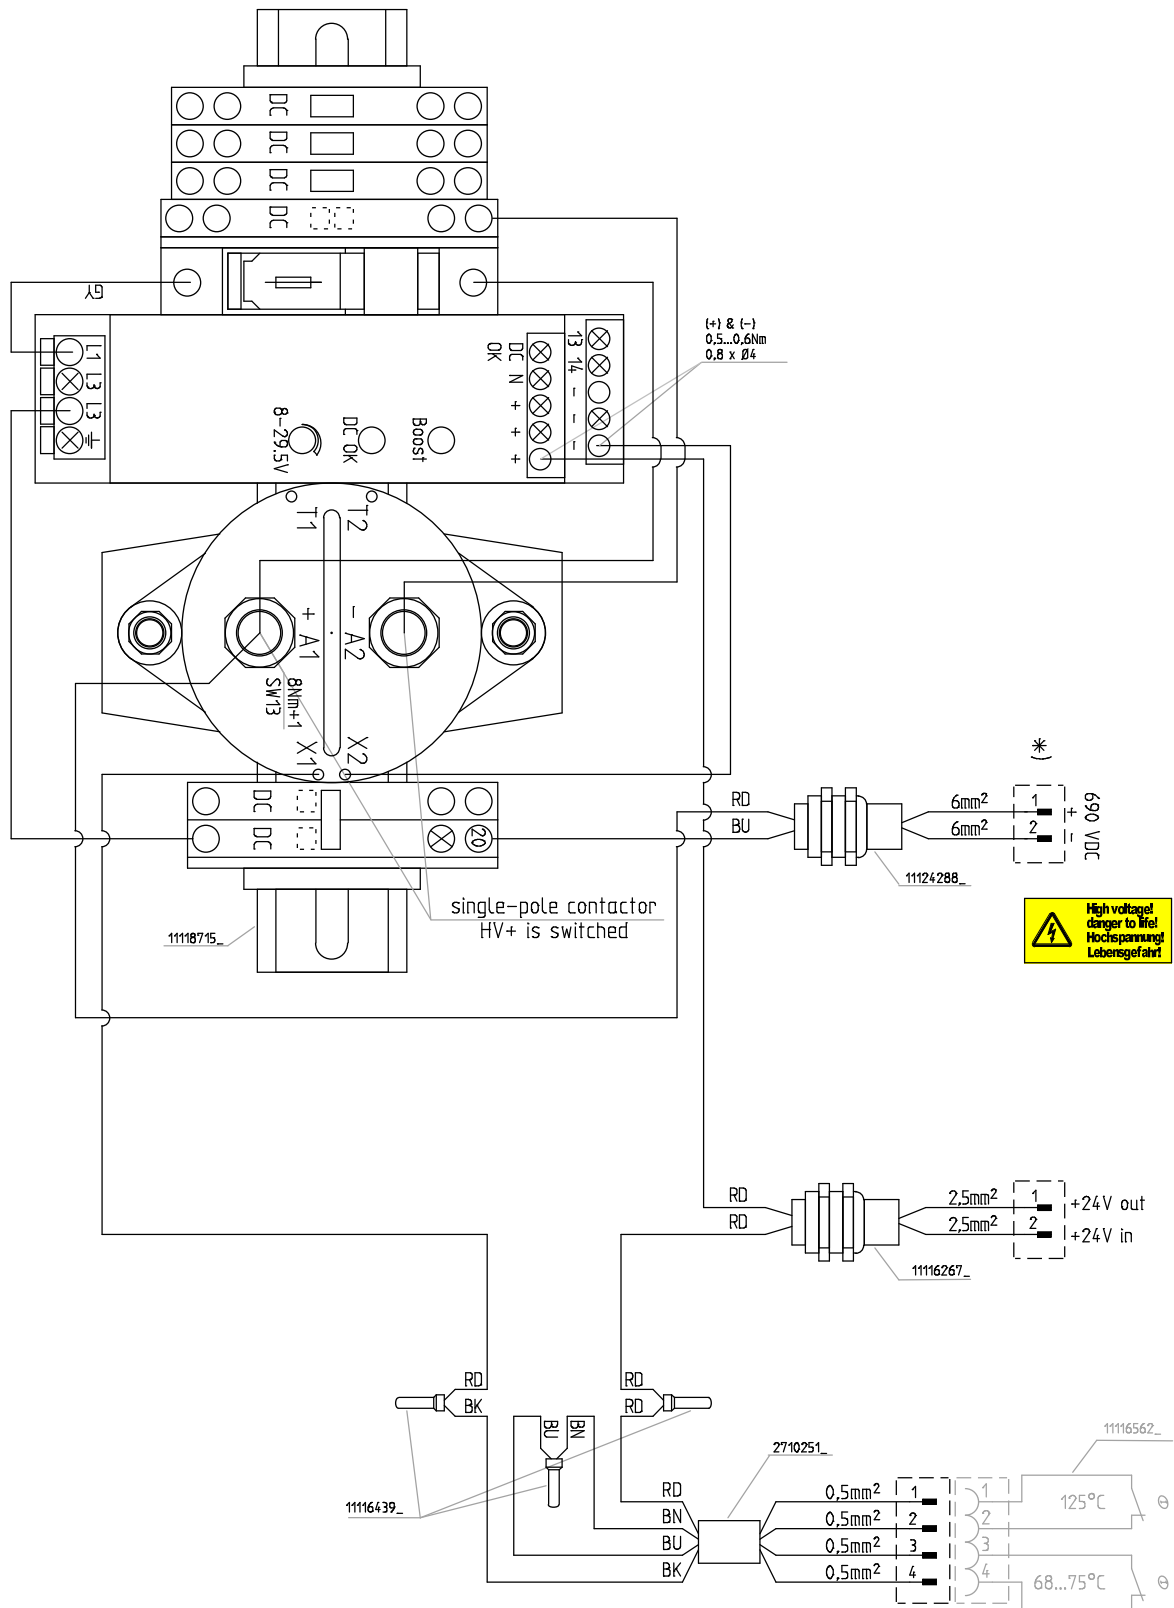 DC
DC
DC
DC
GY
(+) & (-)
0,5...0,6Nm
0,8 x Ø4
L1
L3
L3
8-29,5V
DC OK
Boost
DC
OK
N
+
+
+
13
14
-
-
-
T1
T2
+
-
A1
A2
8Nm+1
SW13
X1
X2
DC
DC
20
RD
BU
6mm²
6mm²
*)
1
2
+
-
690 VDC
11124288_
High voltage!
danger to life!
Hochspannung!
Lebensgefahr!
single-pole contactor
HV+ is switched
11118715_
RD
RD
2,5mm²
2,5mm²
1
2
+24V out
+24V in
11116267_
RD
BK
BU
BN
RD
RD
11116439_
2710251_
11116562_
RD
BN
BU
BK
0,5mm²
0,5mm²
0,5mm²
0,5mm²
1
2
3
4
1
2
3
4
125°C
68...75°C